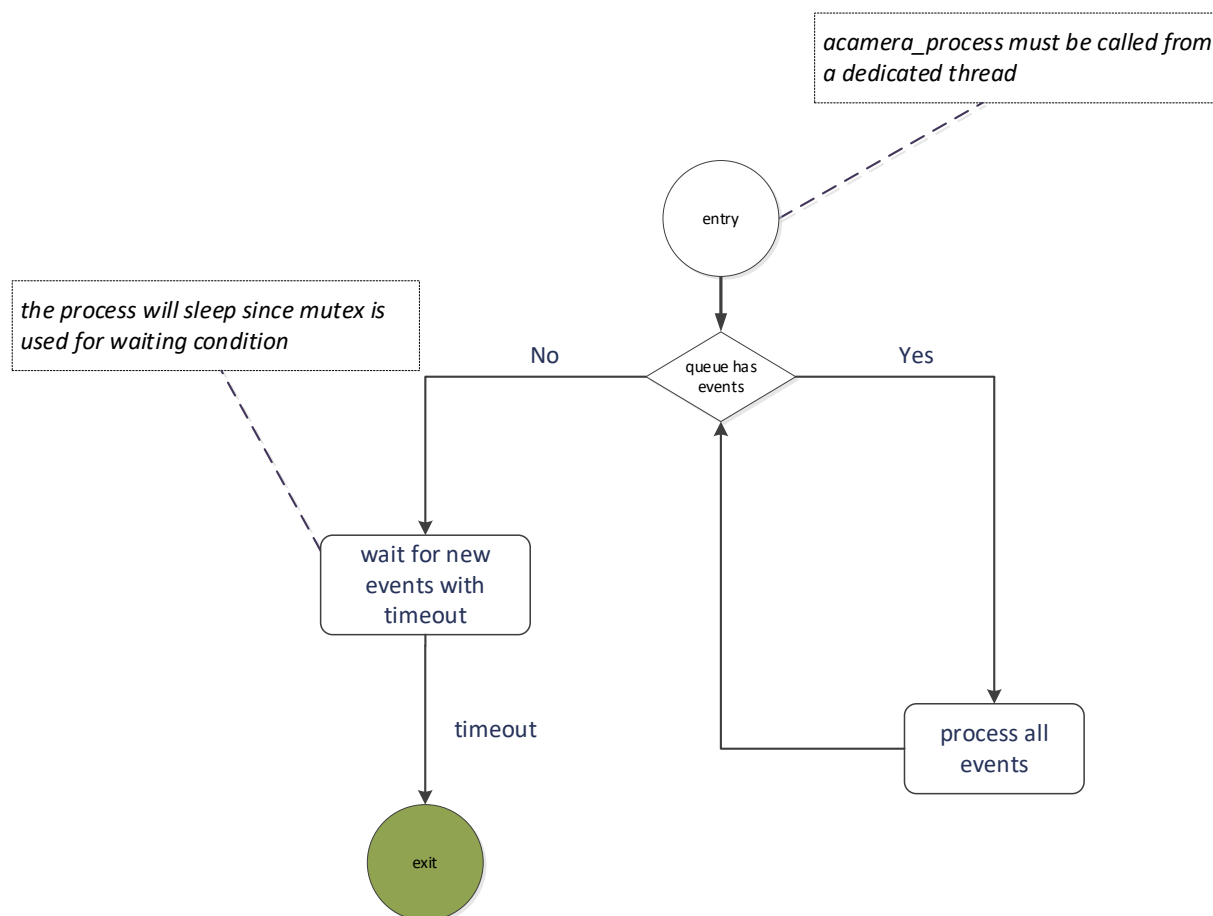 acamera_process must be called from
a dedicated thread
entry
the process will sleep since mutex is
used for waiting condition
No
queue has
events
Yes
wait for new
events with
timeout
timeout
process all
events
exit